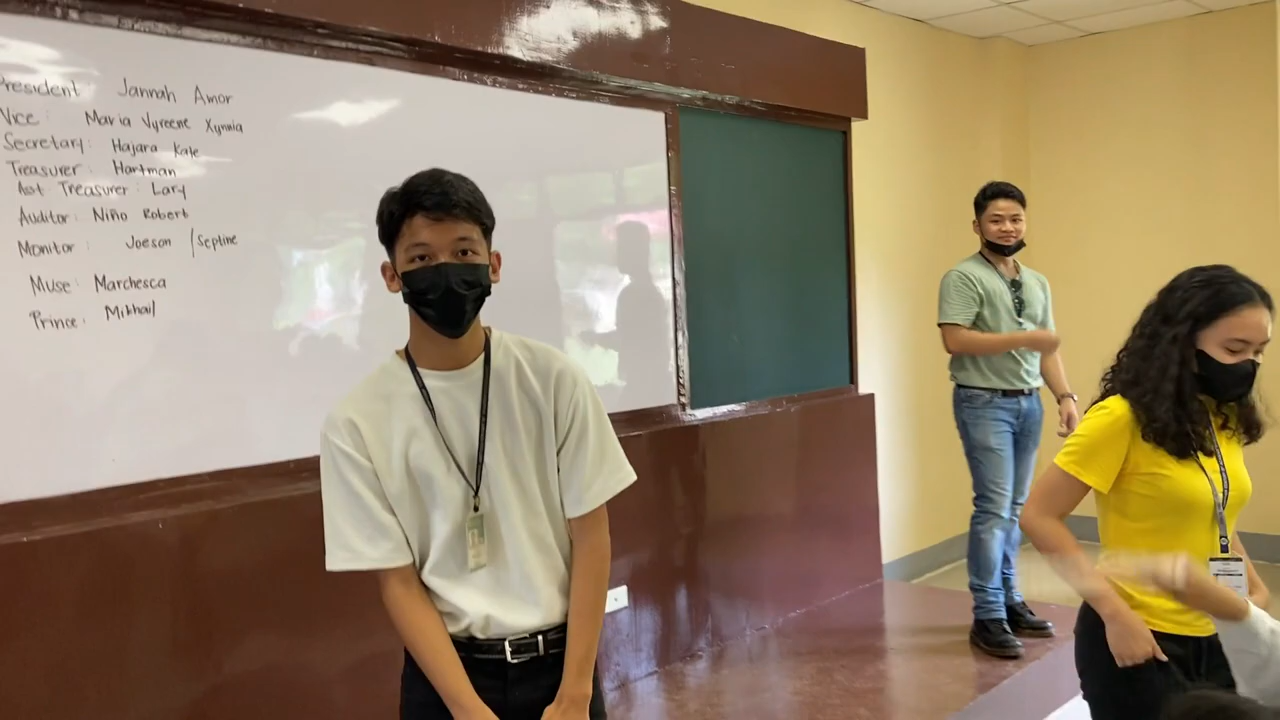 President Jannah Amor
Vice: Maria Vyreene Xynnia
Secretary: Hajara Kate
Treasurer: Hartman
Ast Treasurer: Lary
Auditor: Niño Robert
Monitor: Joeson / Septine
Muse: Marchesca
Prince: Mikhail